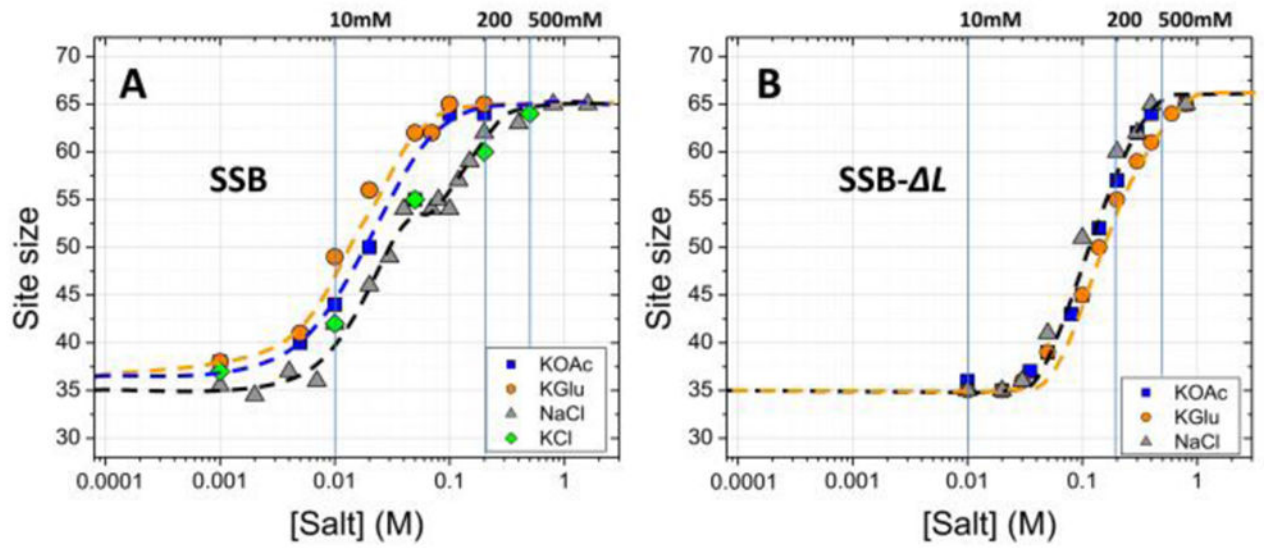 10mM 200 500mM
A
SSB
Site size
70
65
60
55
50
45
40
35
30
KOAc
KGlu
NaCl
KCl
0.0001 0.001 0.01 0.1 1
[Salt] (M)
10mM 200 500mM
B
SSB-ΔL
Site size
70
65
60
55
50
45
40
35
30
KOAc
KGlu
NaCl
0.0001 0.001 0.01 0.1 1
[Salt] (M)